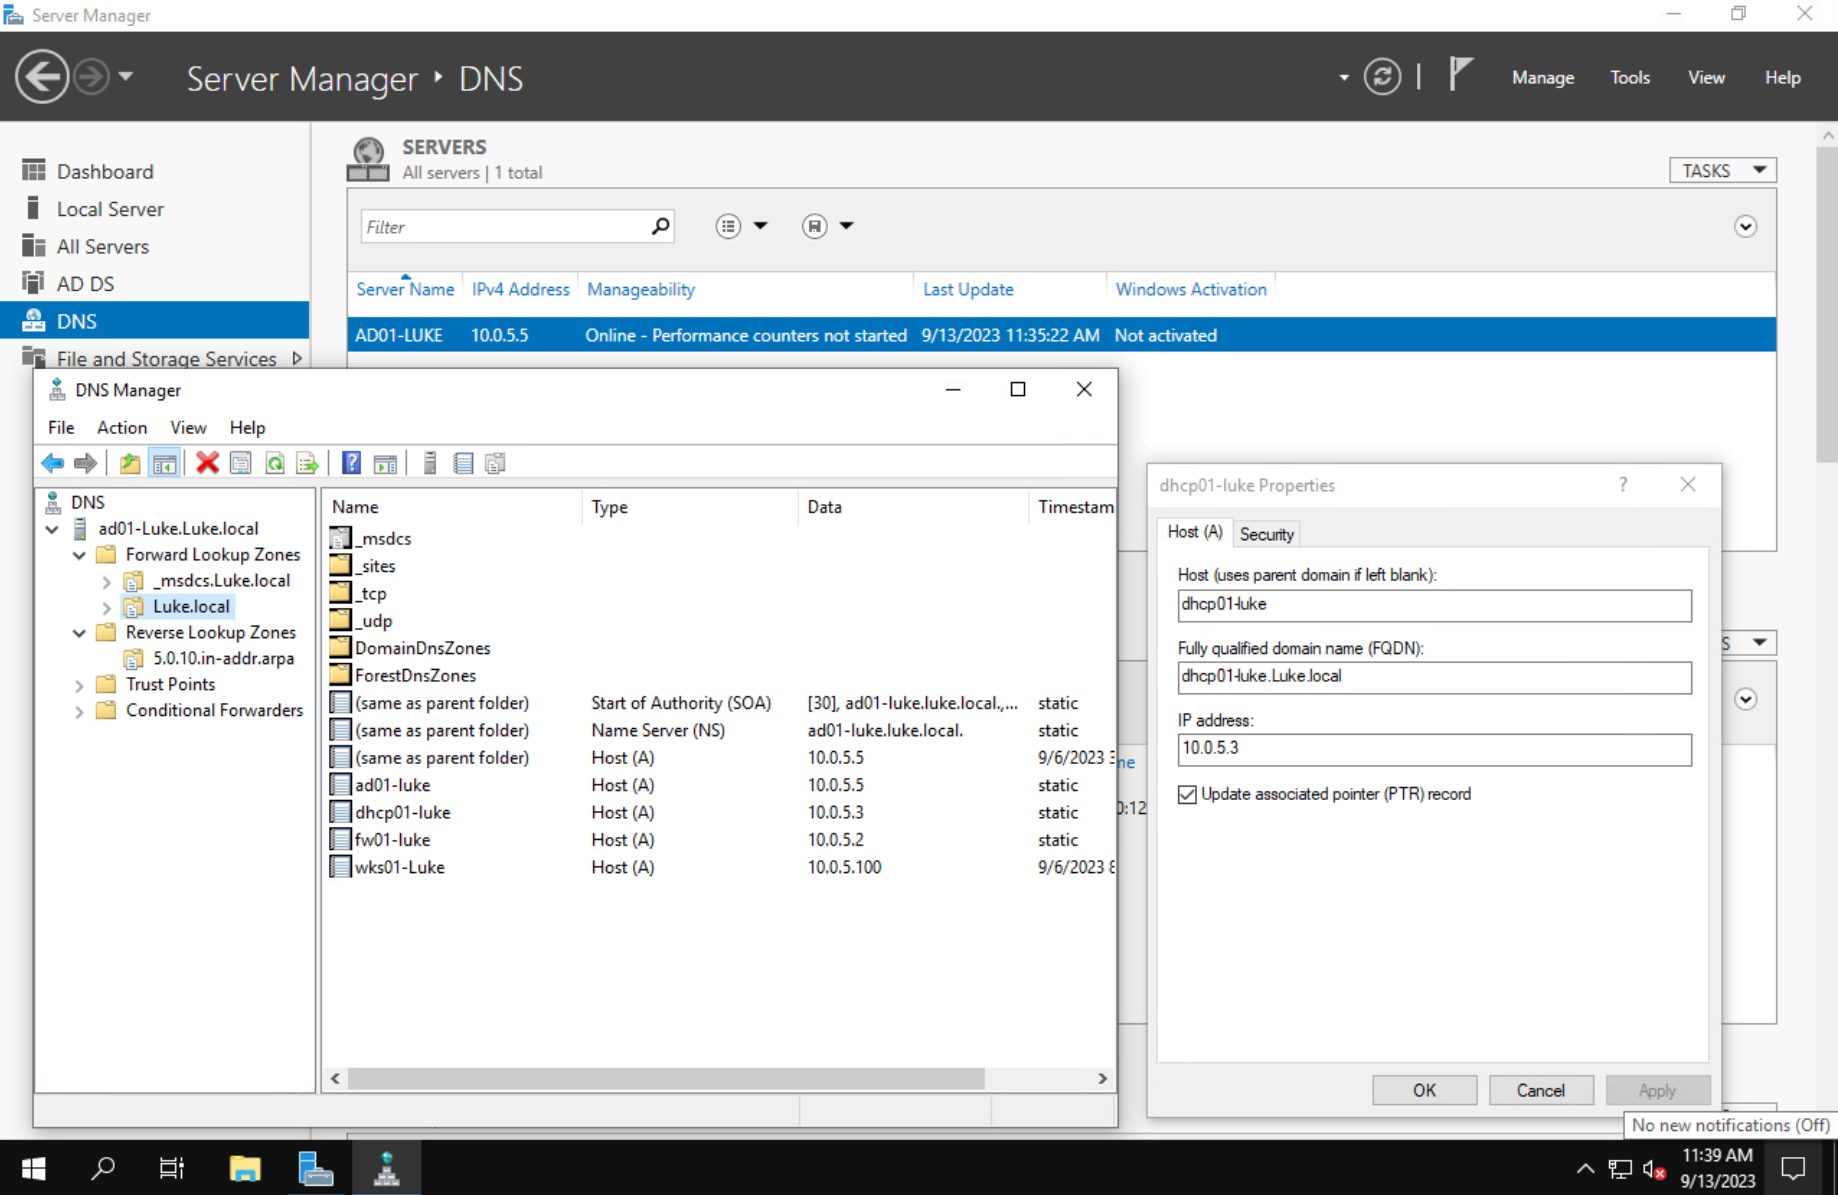 Server Manager
Server Manager ‣ DNS
Manage
Tools
View
Help
Dashboard
Local Server
All Servers
AD DS
DNS
File and Storage Services
SERVERS
All servers | 1 total
TASKS
Filter
Server Name IPv4 Address Manageability Last Update Windows Activation
AD01-LUKE 10.0.5.5 Online - Performance counters not started 9/13/2023 11:35:22 AM Not activated
DNS Manager
File Action View Help
DNS
ad01-Luke.Luke.local
Forward Lookup Zones
_msdcs.Luke.local
Luke.local
Reverse Lookup Zones
5.0.10.in-addr.arpa
Trust Points
Conditional Forwarders
Name Type Data Timestam
_msdcs
_sites
_tcp
_udp
DomainDnsZones
ForestDnsZones
(same as parent folder) Start of Authority (SOA) [30], ad01-luke.luke.local.,... static
(same as parent folder) Name Server (NS) ad01-luke.luke.local. static
(same as parent folder) Host (A) 10.0.5.5 9/6/2023 3
ad01-luke Host (A) 10.0.5.5 static
dhcp01-luke Host (A) 10.0.5.3 static
fw01-luke Host (A) 10.0.5.2 static
wks01-Luke Host (A) 10.0.5.100 9/6/2023 8
S
ne
0:12
dhcp01-luke Properties
?
Host (A) Security
Host (uses parent domain if left blank):
dhcp01-luke
Fully qualified domain name (FQDN):
dhcp01-luke.Luke.local
IP address:
10.0.5.3
Update associated pointer (PTR) record
OK Cancel Apply
No new notifications (Off)
11:39 AM
9/13/2023